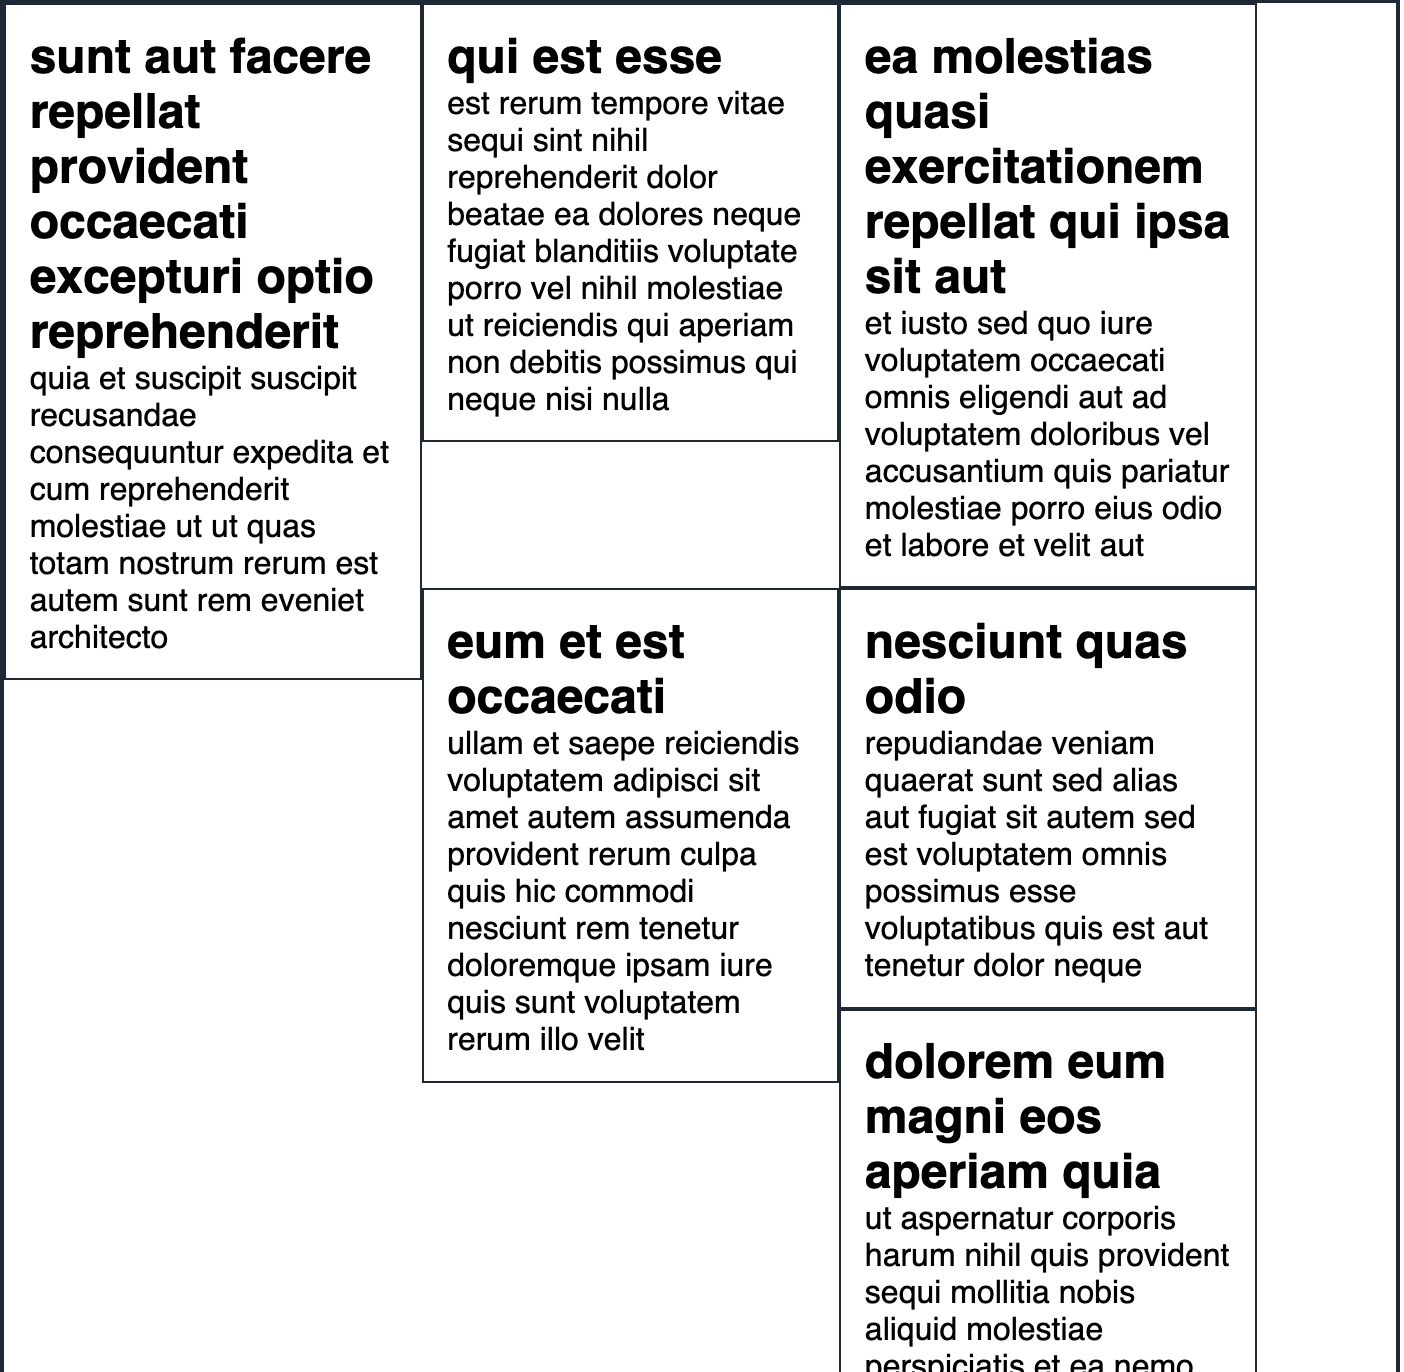 sunt aut facere
repellat
provident
occaecati
excepturi optio
reprehenderit
quia et suscipit suscipit
recusandae
consequuntur expedita et
cum reprehenderit
molestiae ut ut quas
totam nostrum rerum est
autem sunt rem eveniet
architecto
qui est esse
est rerum tempore vitae
sequi sint nihil
reprehenderit dolor
beatae ea dolores neque
fugiat blanditiis voluptate
porro vel nihil molestiae
ut reiciendis qui aperiam
non debitis possimus qui
neque nisi nulla
ea molestias
quasi
exercitationem
repellat qui ipsa
sit aut
et iusto sed quo iure
voluptatem occaecati
omnis eligendi aut ad
voluptatem doloribus vel
accusantium quis pariatur
molestiae porro eius odio
et labore et velit aut
eum et est
occaecati
ullam et saepe reiciendis
voluptatem adipisci sit
amet autem assumenda
provident rerum culpa
quis hic commodi
nesciunt rem tenetur
doloremque ipsam iure
quis sunt voluptatem
rerum illo velit
nesciunt quas
odio
repudiandae veniam
quaerat sunt sed alias
aut fugiat sit autem sed
est voluptatem omnis
possimus esse
voluptatibus quis est aut
tenetur dolor neque
dolorem eum
magni eos
aperiam quia
ut aspernatur corporis
harum nihil quis provident
sequi mollitia nobis
aliquid molestiae
perspiciatis et ea nemo